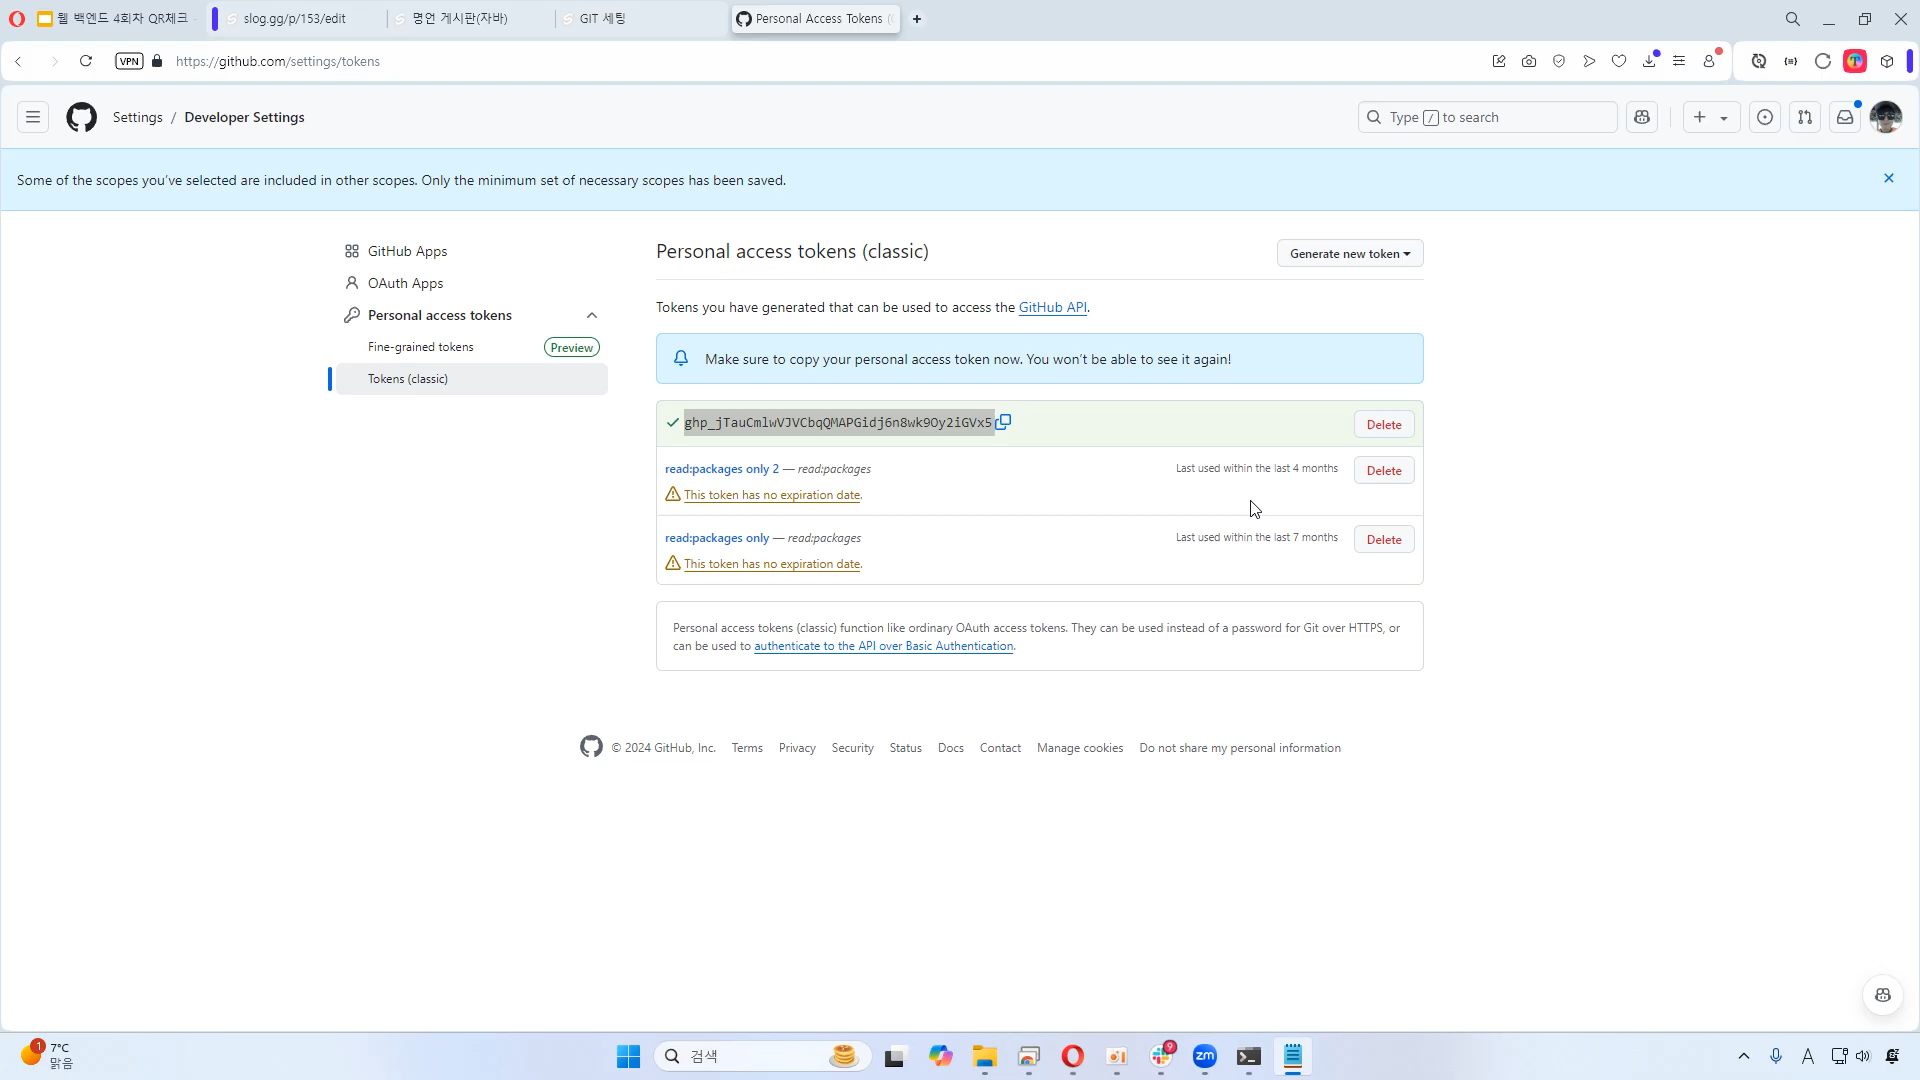 웹 백엔드 4회차 QR체크
slog.gg/p/153/edit
명언 게시판(자바)
GIT 세팅
Personal Access Tokens (
VPN
https://github.com/settings/tokens
Settings / Developer Settings
Type / to search
Some of the scopes you've selected are included in other scopes. Only the minimum set of necessary scopes has been saved.
GitHub Apps
OAuth Apps
Personal access tokens
Fine-grained tokens
Preview
Tokens (classic)
Personal access tokens (classic)
Generate new token
Tokens you have generated that can be used to access the GitHub API.
Make sure to copy your personal access token now. You won't be able to see it again!
[access token redacted]
Delete
read:packages only 2 — read:packages
Last used within the last 4 months
Delete
This token has no expiration date.
read:packages only — read:packages
Last used within the last 7 months
Delete
This token has no expiration date.
Personal access tokens (classic) function like ordinary OAuth access tokens. They can be used instead of a password for Git over HTTPS, or
can be used to authenticate to the API over Basic Authentication.
© 2024 GitHub, Inc.
Terms
Privacy
Security
Status
Docs
Contact
Manage cookies
Do not share my personal information
1
7°C
맑음
검색
9
zm
A